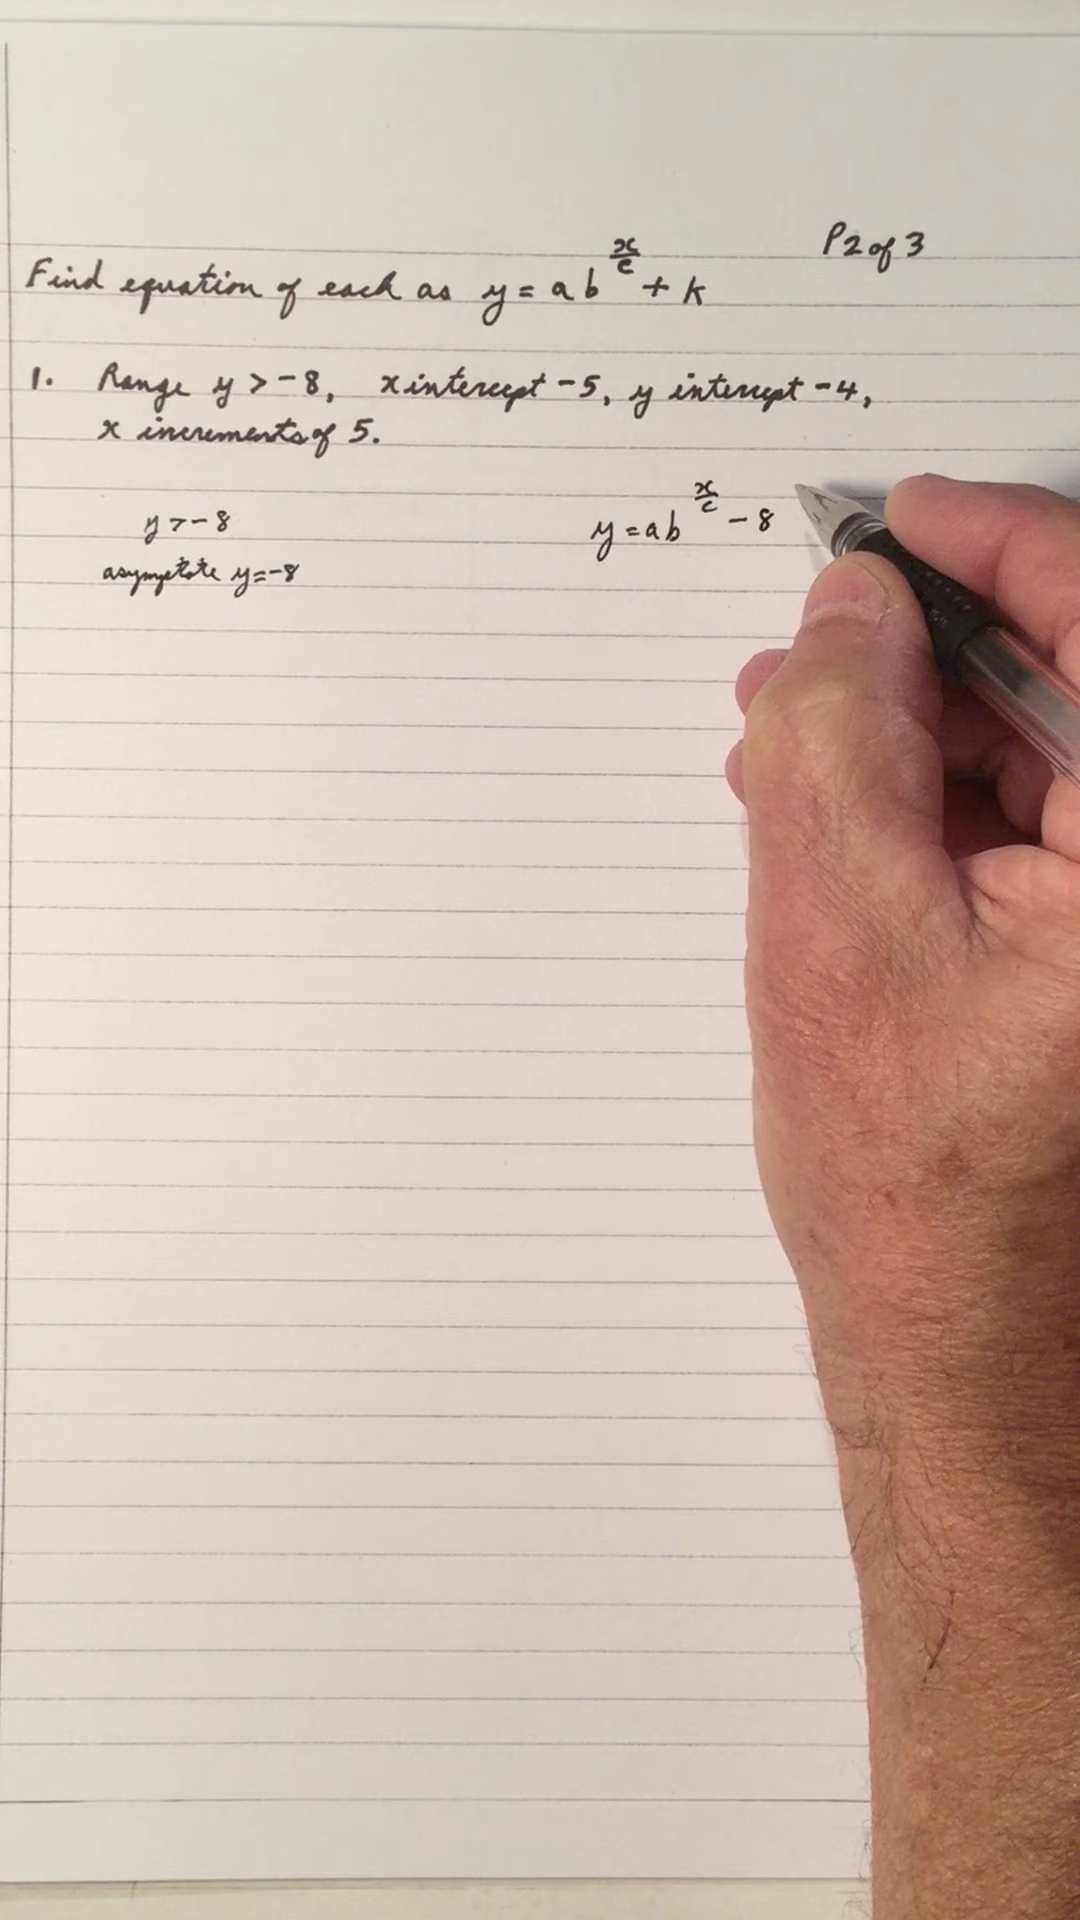 P2 of 3
Find equation of each as y = ab^(x/c) + k
1. Range y > -8, x intercept -5, y intercept -4,
x increments of 5.
y > -8
y = ab^(x/c) - 8
asymptote y = -8